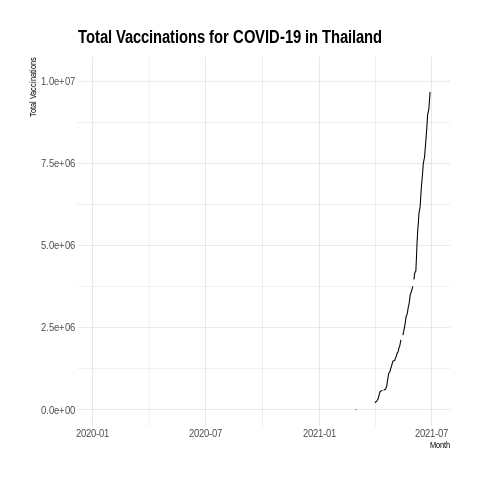 Total Vaccinations for COVID-19 in Thailand
Total Vaccinations
1.0e+07
7.5e+06
5.0e+06
2.5e+06
0.0e+00
2020-01 2020-07 2021-01 2021-07
Month